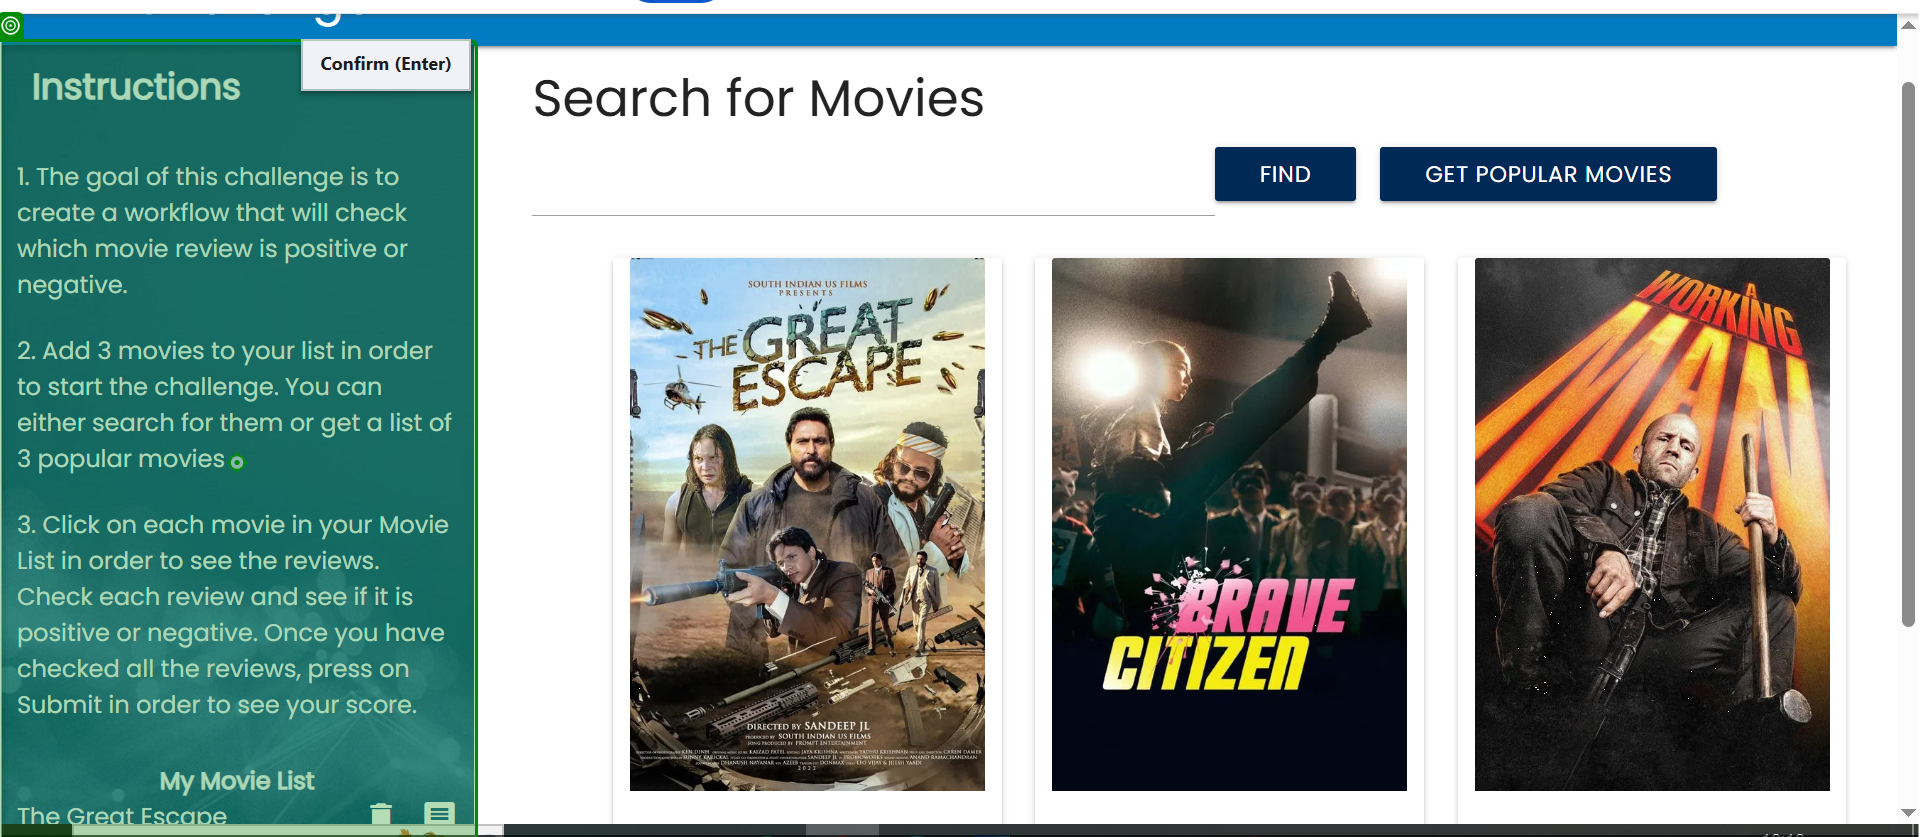 Confirm (Enter)
Instructions
1. The goal of this challenge is to
create a workflow that will check
which movie review is positive or
negative.
2. Add 3 movies to your list in order
to start the challenge. You can
either search for them or get a list of
3 popular movies
3. Click on each movie in your Movie
List in order to see the reviews.
Check each review and see if it is
positive or negative. Once you have
checked all the reviews, press on
Submit in order to see your score.
My Movie List
The Great Escape
Search for Movies
FIND
GET POPULAR MOVIES
SOUTH INDIAN US FILMS
PRESENTS
THE GREAT
ESCAPE
DIRECTED BY SANDEEP JL
PRODUCED BY SOUTH INDIAN US FILMS
SONG PRODUCED BY PROMPT ENTERTAINMENT
2022
BRAVE
CITIZEN
A
WORKING
MAN